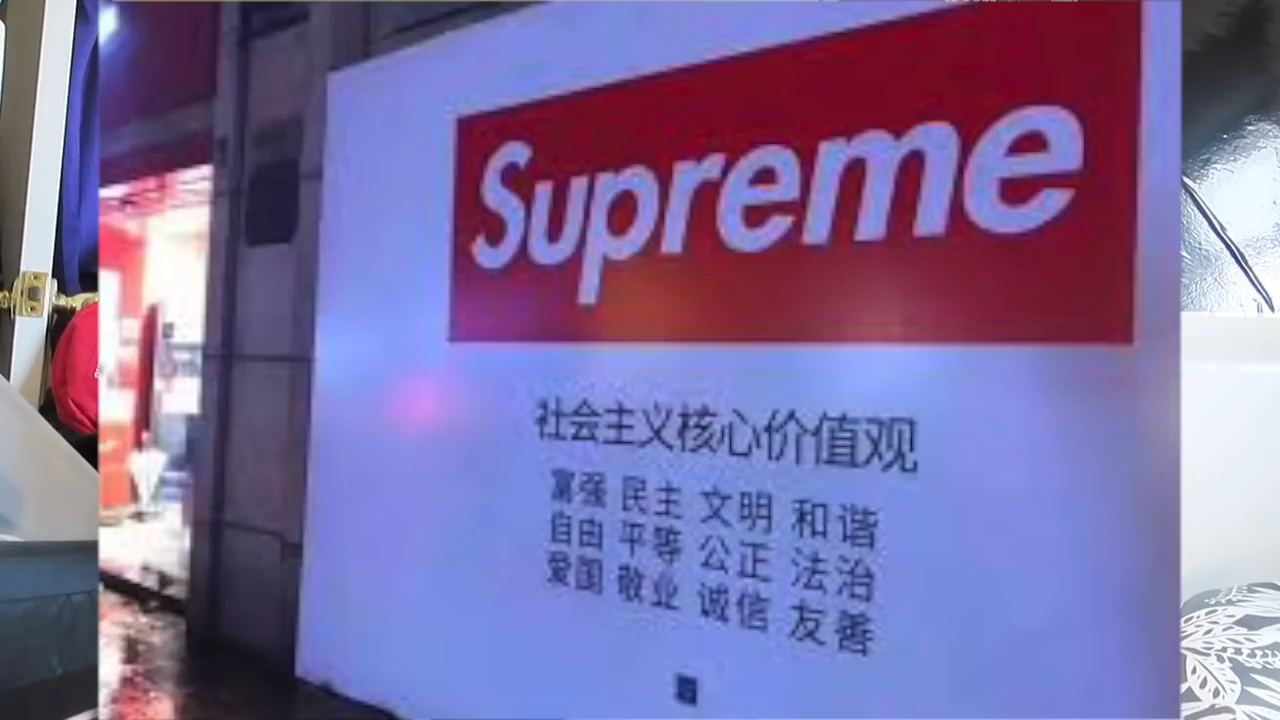 Supreme
社会主义核心价值观
富强 民主 文明 和谐
自由 平等 公正 法治
爱国 敬业 诚信 友善